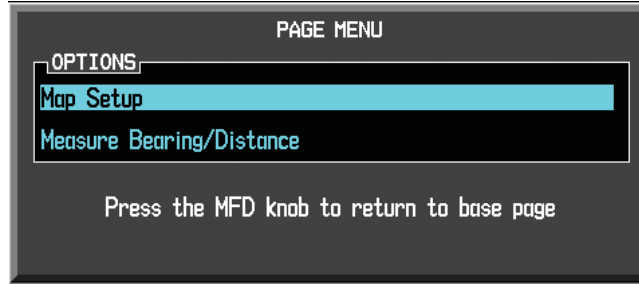 PAGE MENU
OPTIONS
Map Setup
Measure Bearing/Distance
Press the MFD knob to return to base page